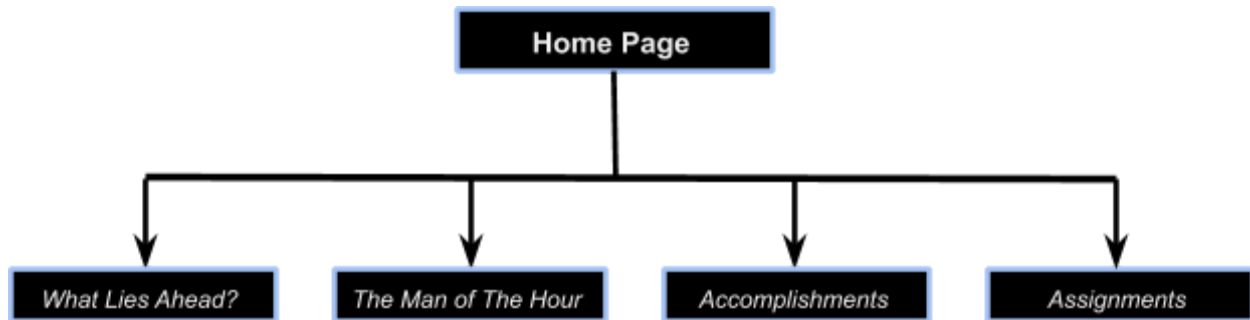 Home Page
What Lies Ahead?
The Man of The Hour
Accomplishments
Assignments